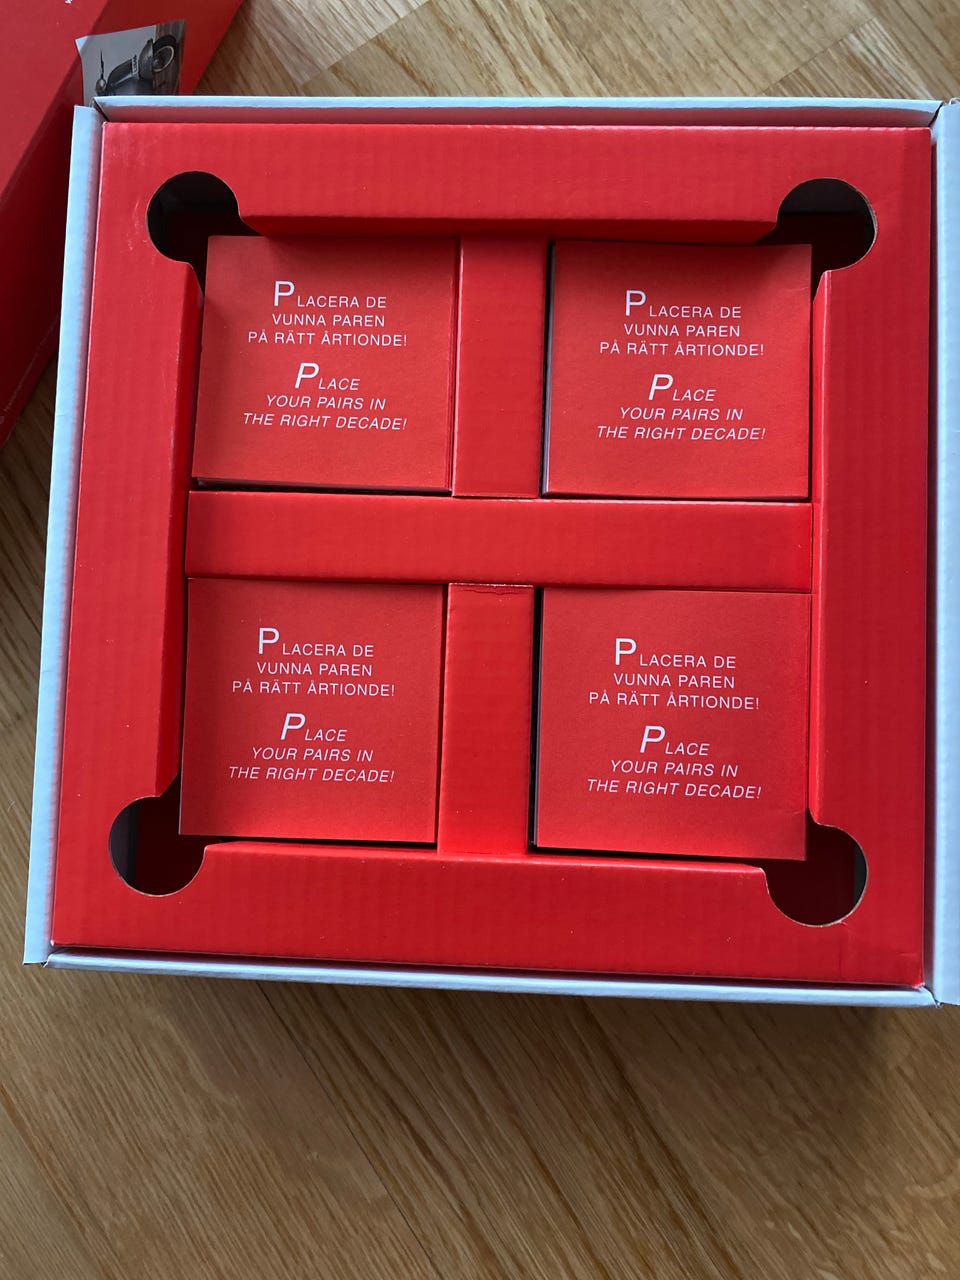 PLACERA DE
VUNNA PAREN
PÅ RÄTT ÅRTIONDE!
PLACE
YOUR PAIRS IN
THE RIGHT DECADE!
PLACERA DE
VUNNA PAREN
PÅ RÄTT ÅRTIONDE!
PLACE
YOUR PAIRS IN
THE RIGHT DECADE!
PLACERA DE
VUNNA PAREN
PÅ RÄTT ÅRTIONDE!
PLACE
YOUR PAIRS IN
THE RIGHT DECADE!
PLACERA DE
VUNNA PAREN
PÅ RÄTT ÅRTIONDE!
PLACE
YOUR PAIRS IN
THE RIGHT DECADE!